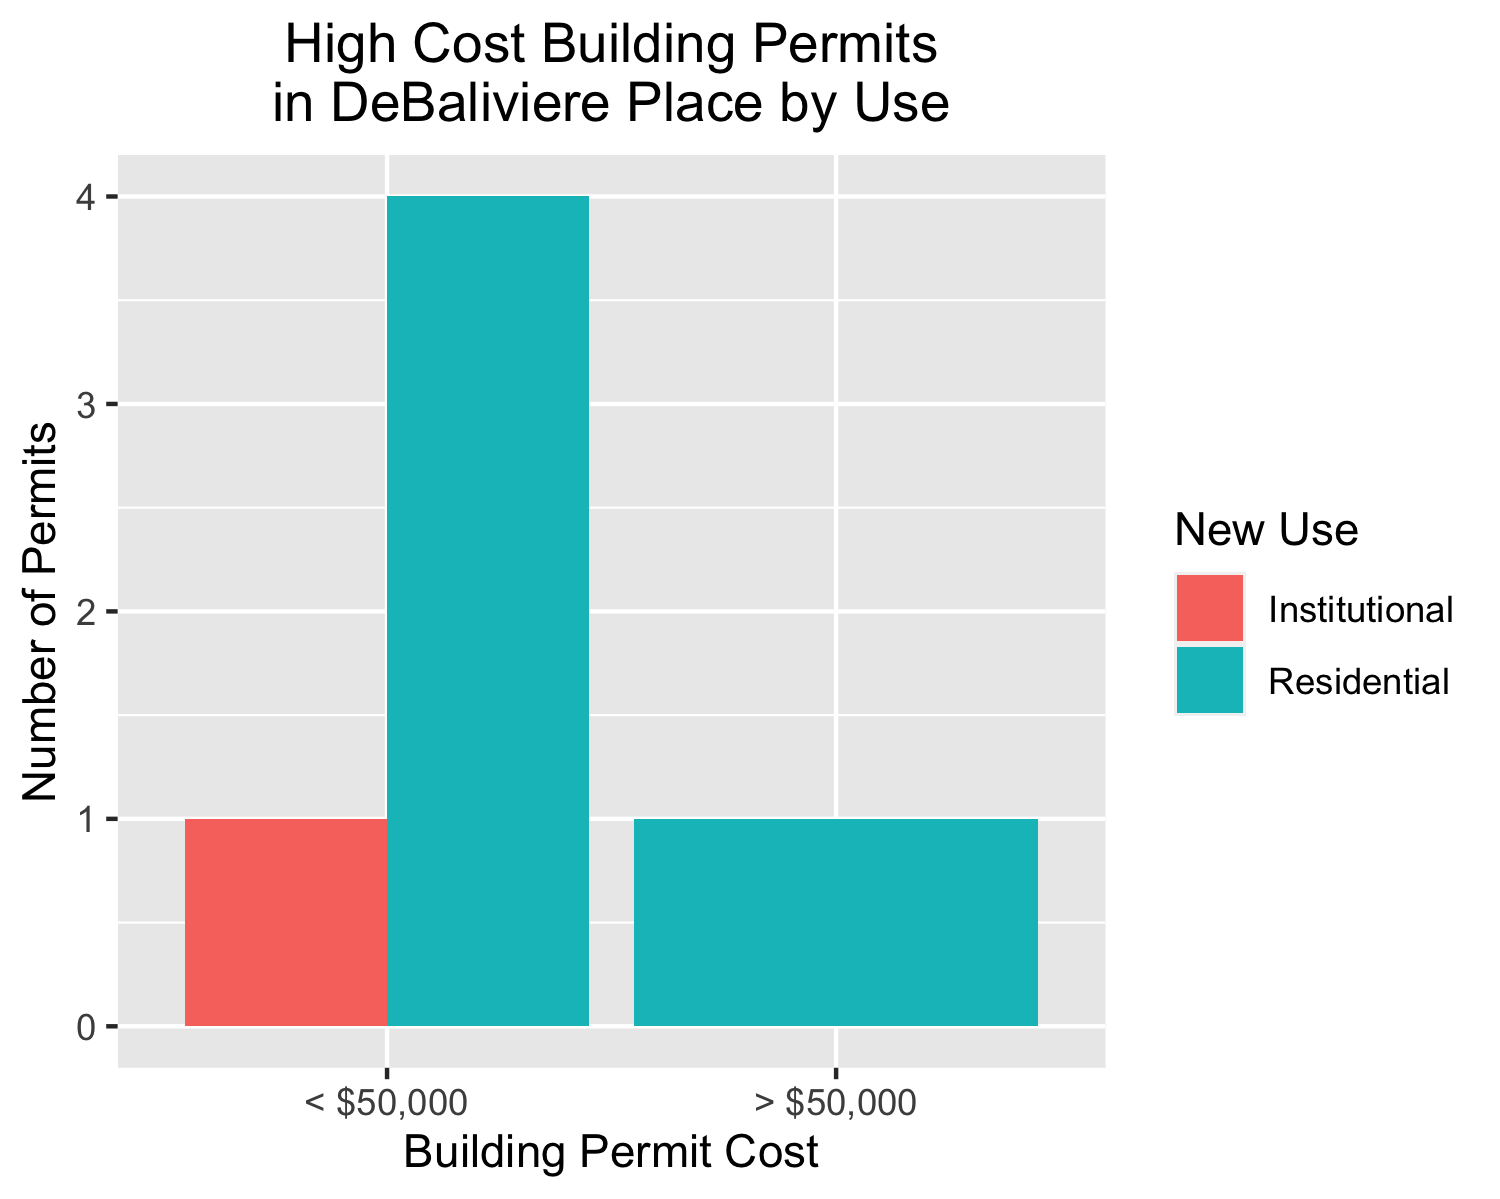 High Cost Building Permits
in DeBaliviere Place by Use
Number of Permits
4
3
2
1
0
< $50,000
> $50,000
Building Permit Cost
New Use
Institutional
Residential